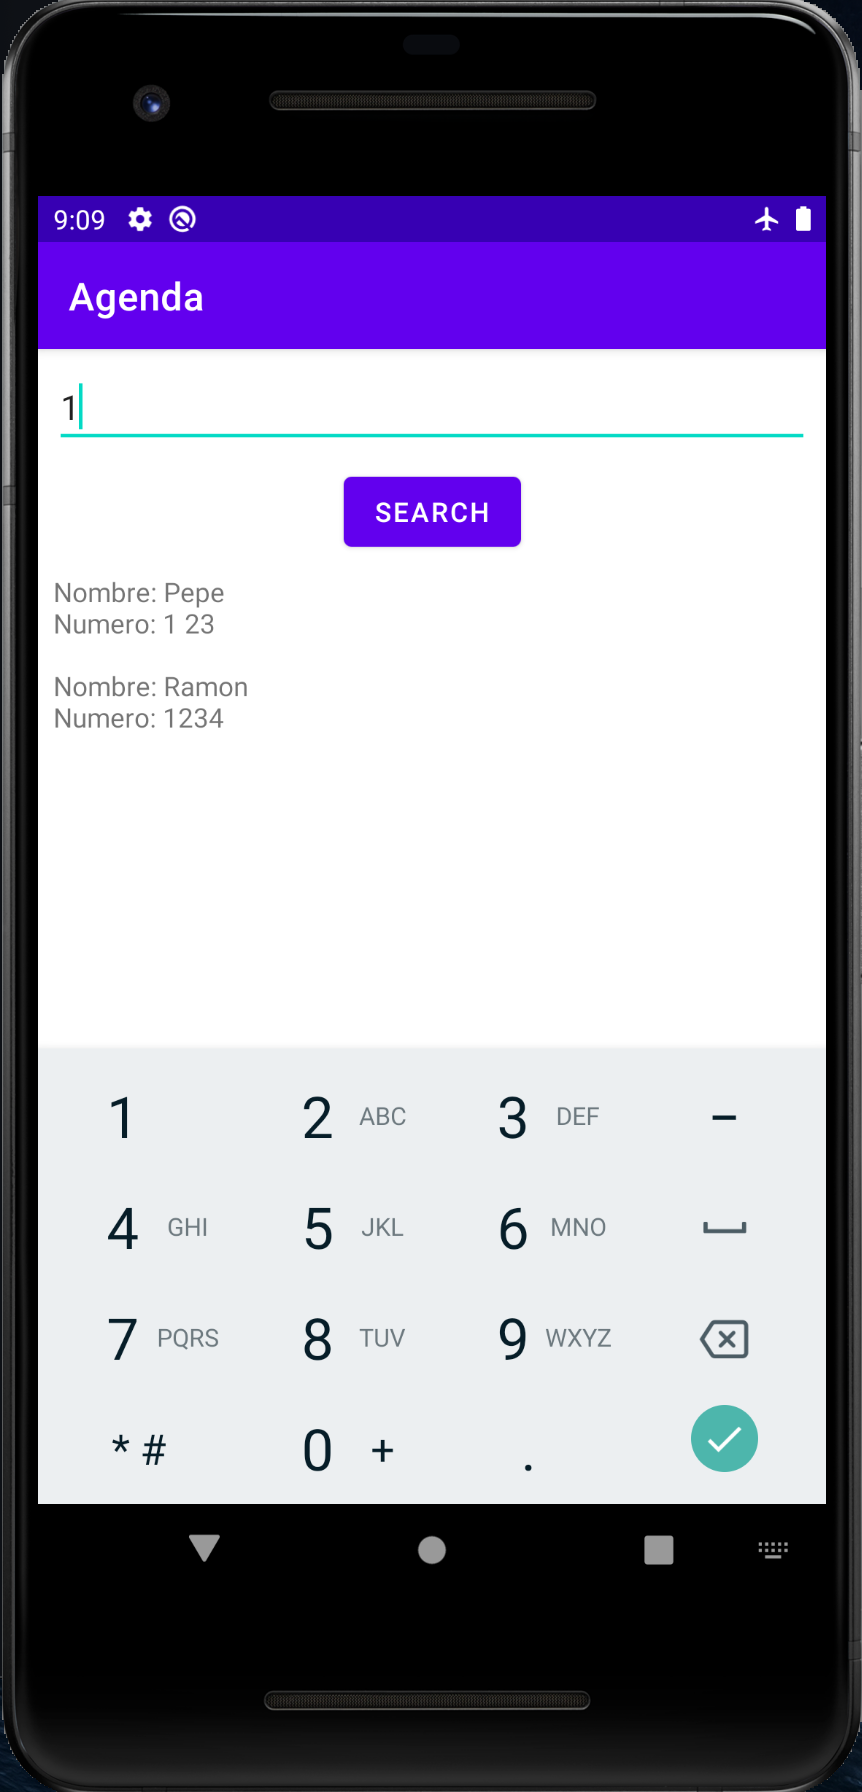 9:09
Agenda
1
SEARCH
Nombre: Pepe
Numero: 1 23
Nombre: Ramon
Numero: 1234
1 2 ABC 3 DEF -
4 GHI 5 JKL 6 MNO
7 PQRS 8 TUV 9 WXYZ
* # 0 + .